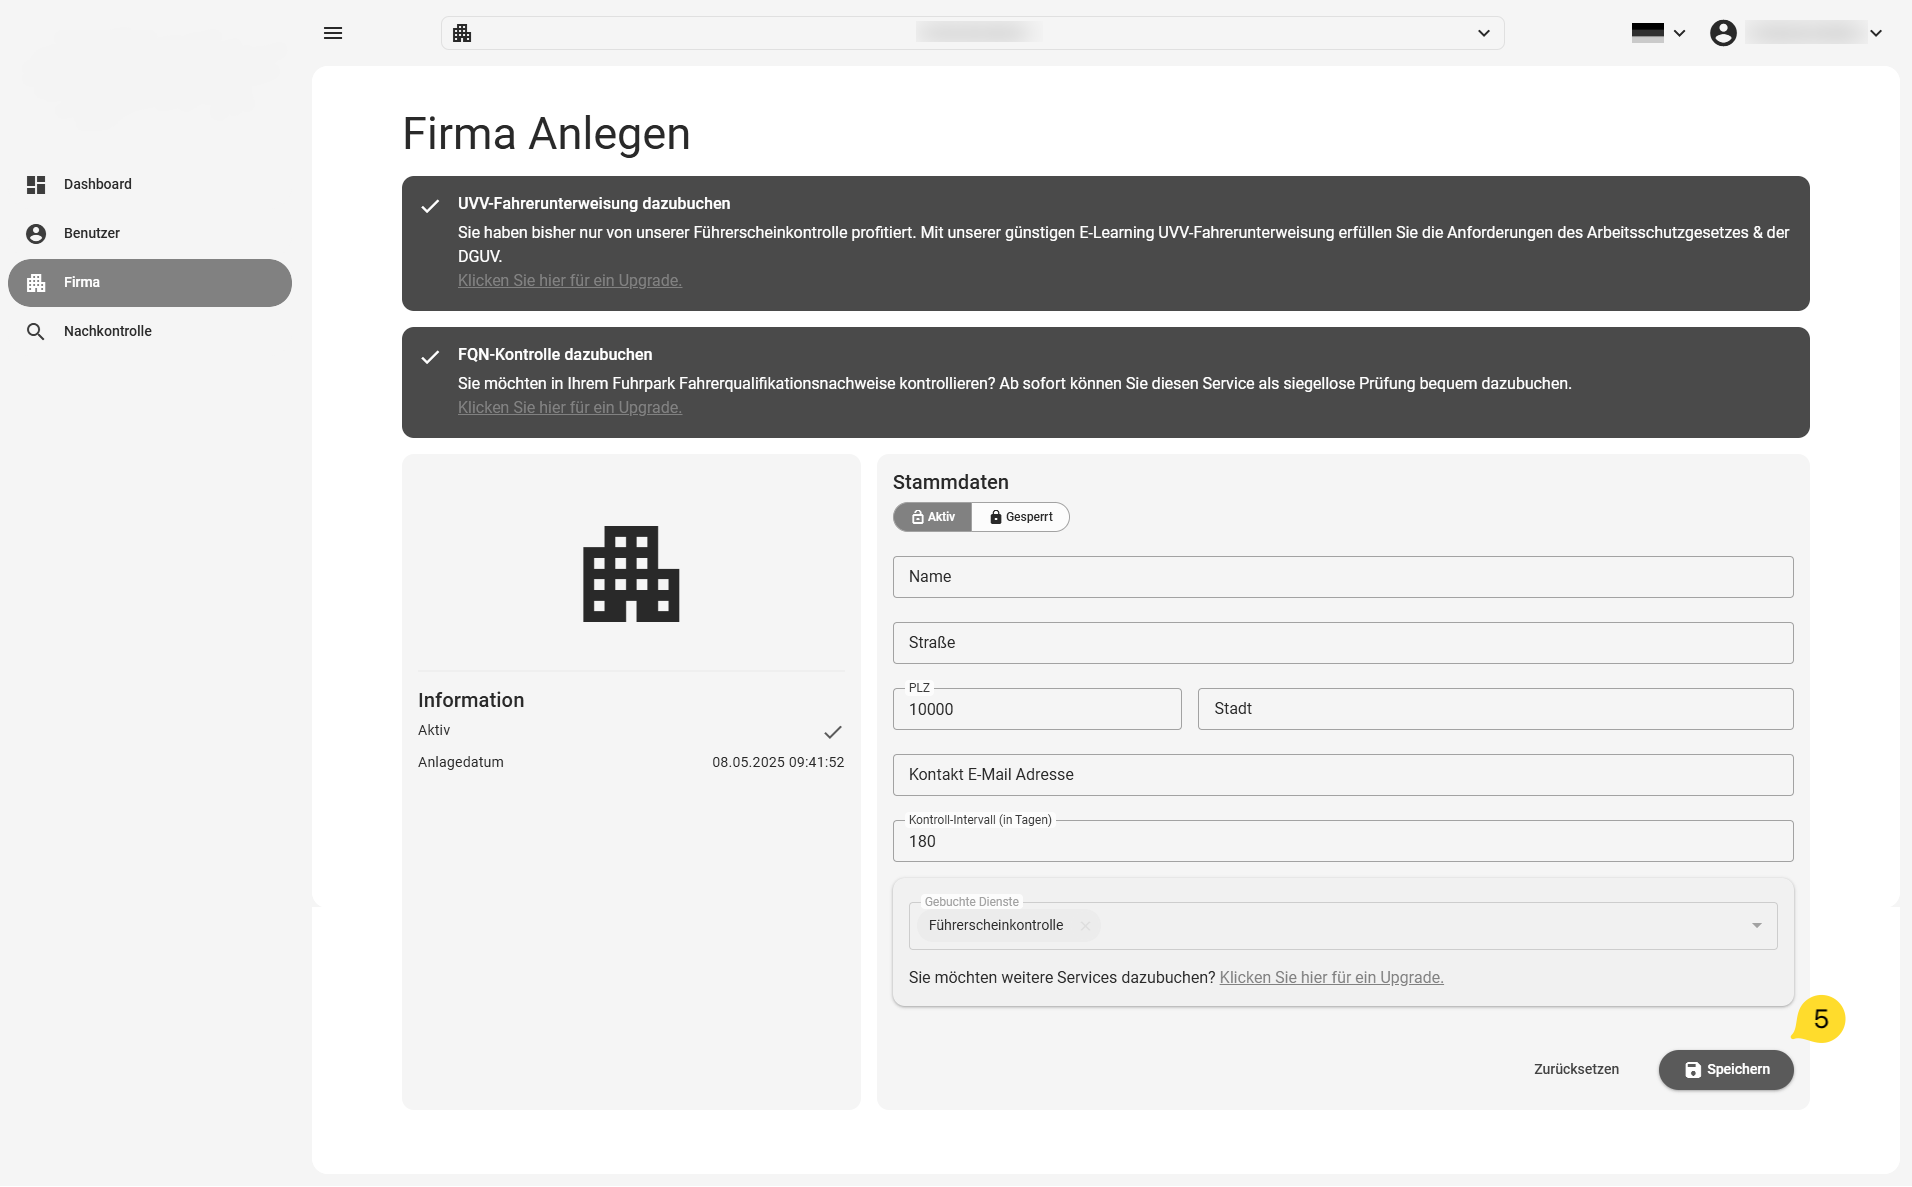 Dashboard
Benutzer
Firma
Nachkontrolle
Firma Anlegen
UVV-Fahrerunterweisung dazubuchen
Sie haben bisher nur von unserer Führerscheinkontrolle profitiert. Mit unserer günstigen E-Learning UVV-Fahrerunterweisung erfüllen Sie die Anforderungen des Arbeitsschutzgesetzes & der
DGUV.
Klicken Sie hier für ein Upgrade.
FQN-Kontrolle dazubuchen
Sie möchten in Ihrem Fuhrpark Fahrerqualifikationsnachweise kontrollieren? Ab sofort können Sie diesen Service als siegellose Prüfung bequem dazubuchen.
Klicken Sie hier für ein Upgrade.
Information
Aktiv
Anlagedatum 08.05.2025 09:41:52
Stammdaten
Aktiv Gesperrt
Name
Straße
PLZ
10000 Stadt
Kontakt E-Mail Adresse
Kontroll-Intervall (in Tagen)
180
Gebuchte Dienste
Führerscheinkontrolle
Sie möchten weitere Services dazubuchen? Klicken Sie hier für ein Upgrade.
5
Zurücksetzen Speichern